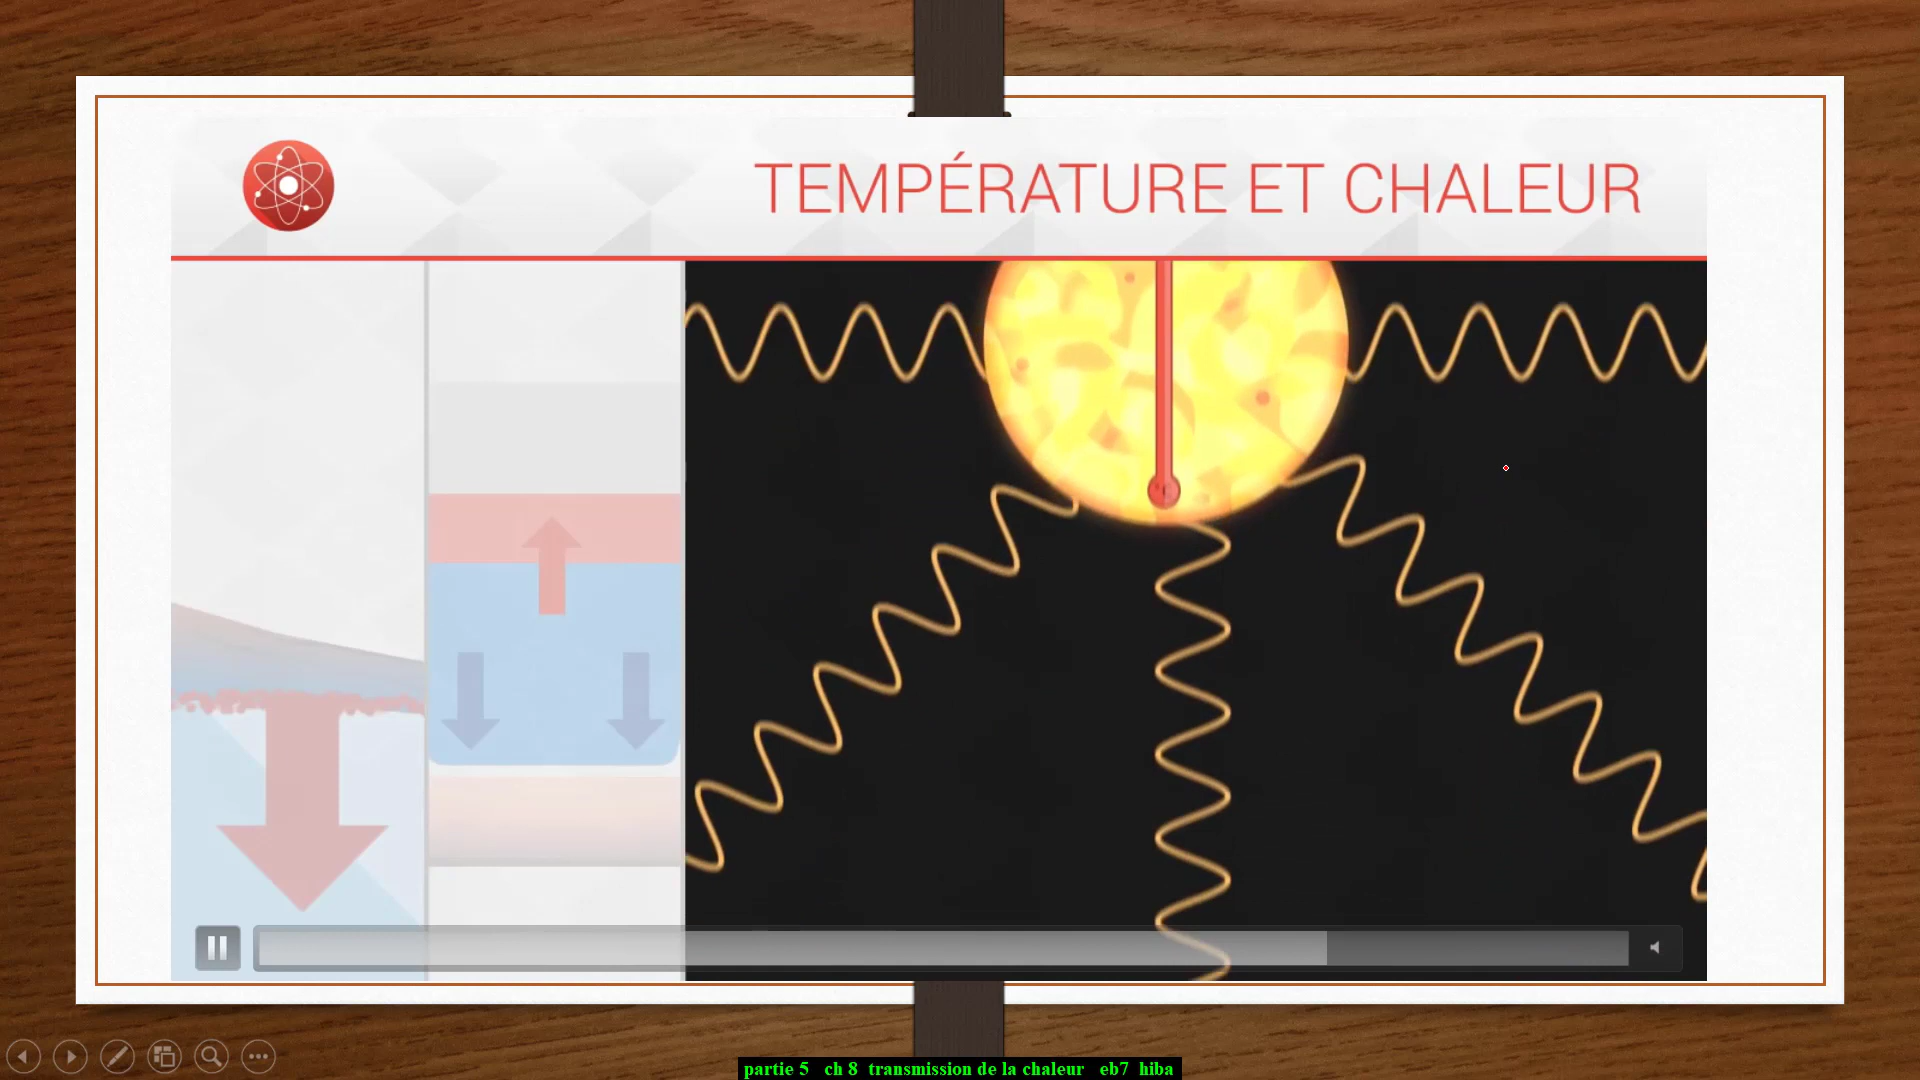 TEMPÉRATURE ET CHALEUR
partie 5 ch 8 transmission de la chaleur eb7 hiba